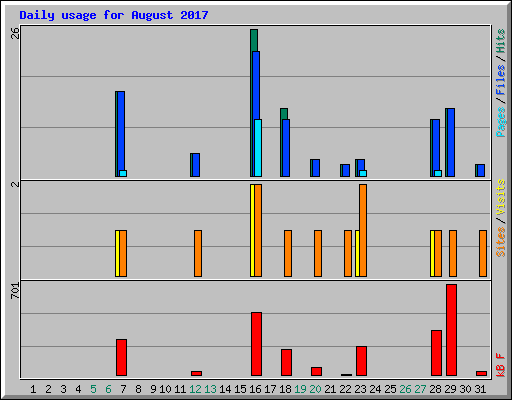 Daily usage for August 2017
26
2
701
Pages / Files / Hits
Sites / Visits
kB F
1 2 3 4 5 6 7 8 9 10 11 12 13 14 15 16 17 18 19 20 21 22 23 24 25 26 27 28 29 30 31